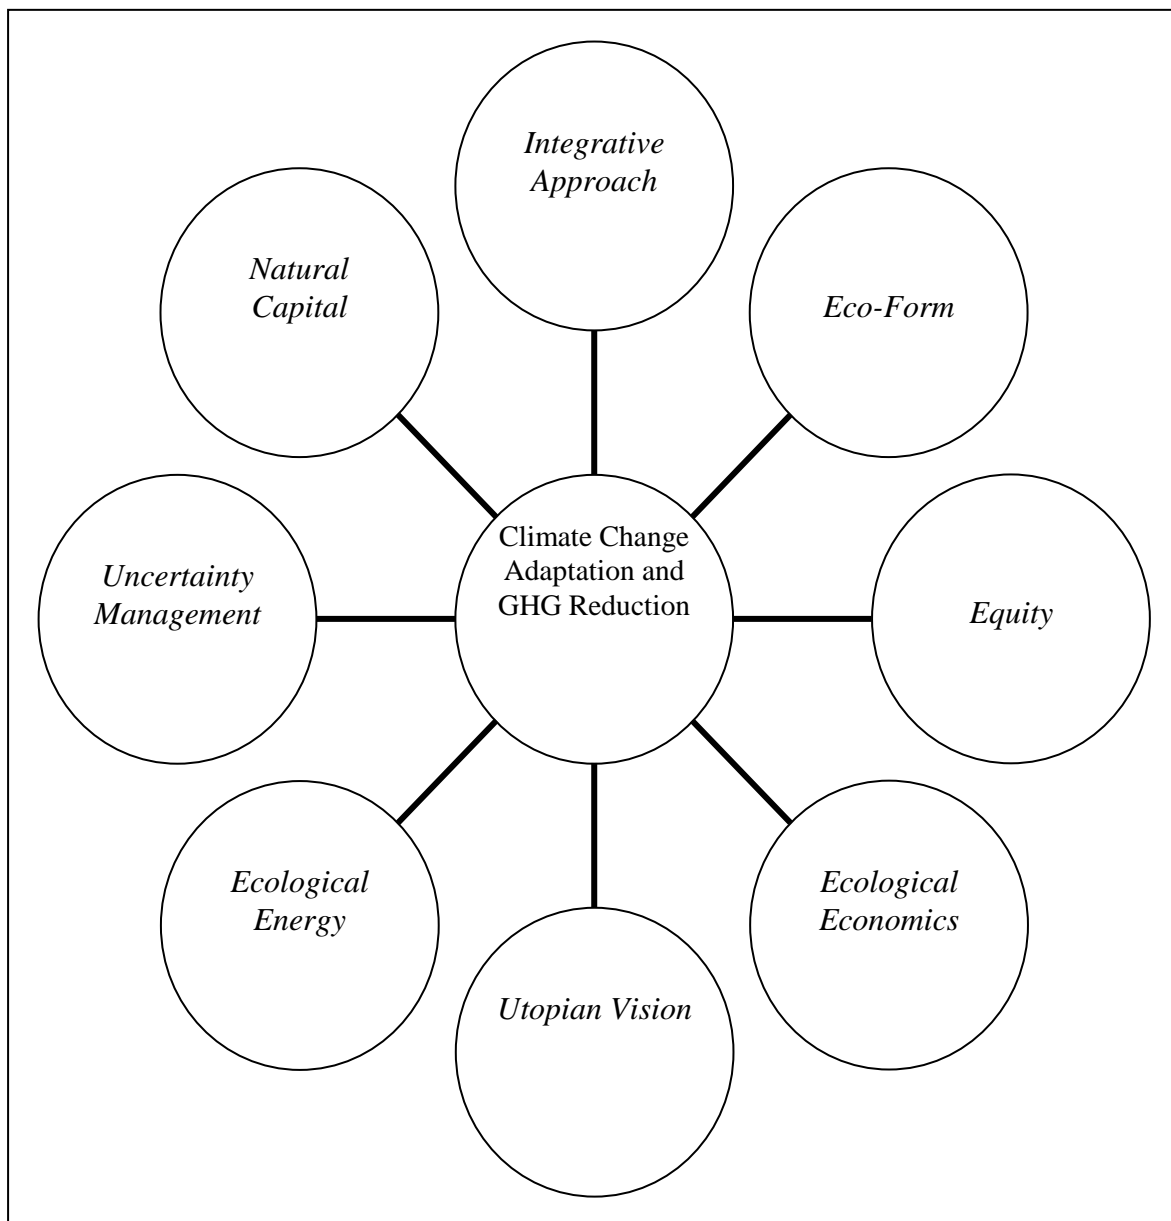 Integrative
Approach
Natural
Capital
Eco-Form
Climate Change
Adaptation and
GHG Reduction
Uncertainty
Management
Equity
Ecological
Energy
Ecological
Economics
Utopian Vision